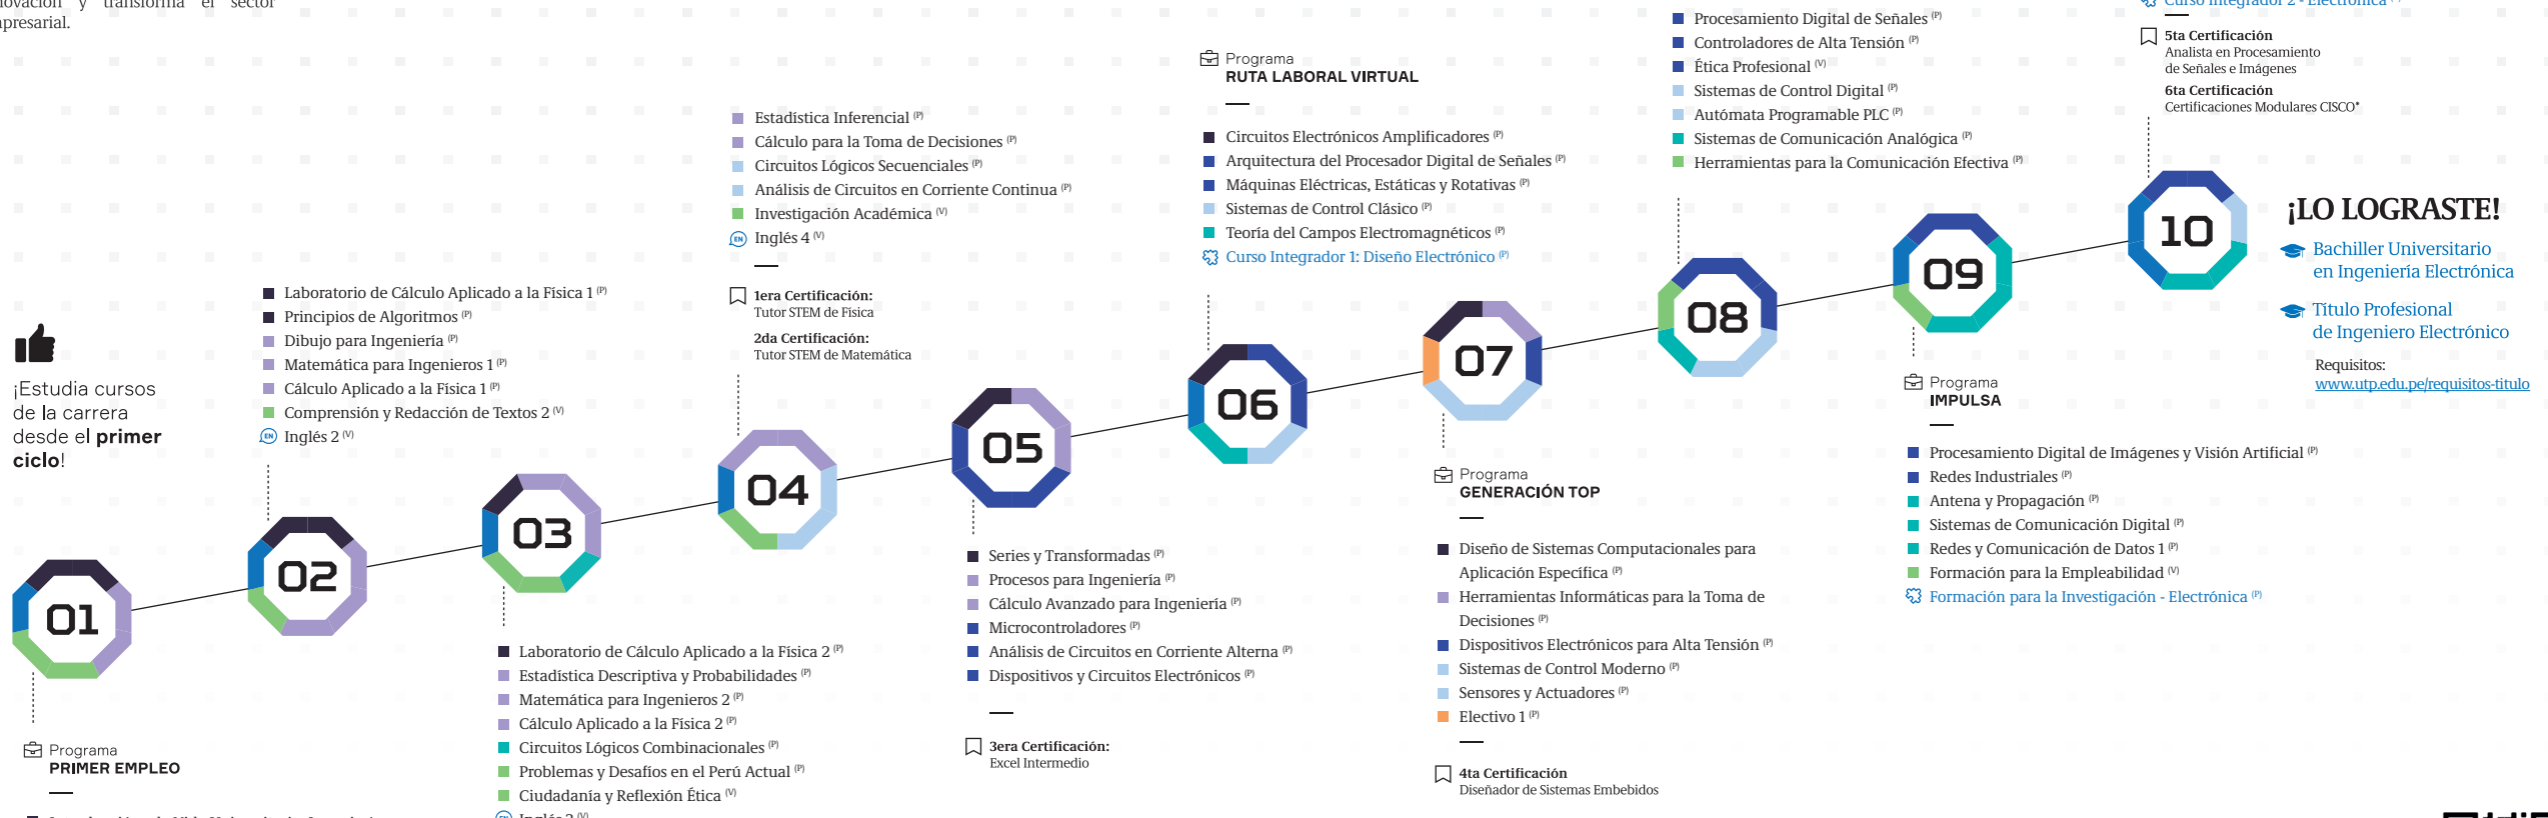 y transforma el sector
¡Estudia cursos
de la carrera
desde el primer
ciclo!
01
Programa
PRIMER EMPLEO
Laboratorio de Cálculo Aplicado a la Física 1 (P)
Principios de Algoritmos (P)
Dibujo para Ingeniería (P)
Matemática para Ingenieros 1 (P)
Cálculo Aplicado a la Física 1 (P)
Comprensión y Redacción de Textos 2 (V)
EN Inglés 2 (V)
02
03
Laboratorio de Cálculo Aplicado a la Física 2 (P)
Estadística Descriptiva y Probabilidades (P)
Matemática para Ingenieros 2 (P)
Cálculo Aplicado a la Física 2 (P)
Circuitos Lógicos Combinacionales (P)
Problemas y Desafíos en el Perú Actual (P)
Ciudadanía y Reflexión Ética (V)
Estadística Inferencial (P)
Cálculo para la Toma de Decisiones (P)
Circuitos Lógicos Secuenciales (P)
Análisis de Circuitos en Corriente Continua (P)
Investigación Académica (V)
EN Inglés 4 (V)
1era Certificación:
Tutor STEM de Física
2da Certificación:
Tutor STEM de Matemática
04
05
Series y Transformadas (P)
Procesos para Ingeniería (P)
Cálculo Avanzado para Ingeniería (P)
Microcontroladores (P)
Análisis de Circuitos en Corriente Alterna (P)
Dispositivos y Circuitos Electrónicos (P)
3era Certificación:
Excel Intermedio
Programa
RUTA LABORAL VIRTUAL
Circuitos Electrónicos Amplificadores (P)
Arquitectura del Procesador Digital de Señales (P)
Máquinas Eléctricas, Estáticas y Rotativas (P)
Sistemas de Control Clásico (P)
Teoría del Campos Electromagnéticos (P)
Curso Integrador 1: Diseño Electrónico (P)
06
07
Programa
GENERACIÓN TOP
Diseño de Sistemas Computacionales para
Aplicación Específica (P)
Herramientas Informáticas para la Toma de
Decisiones (P)
Dispositivos Electrónicos para Alta Tensión (P)
Sistemas de Control Moderno (P)
Sensores y Actuadores (P)
Electivo 1 (P)
4ta Certificación
Diseñador de Sistemas Embebidos
Procesamiento Digital de Señales (P)
Controladores de Alta Tensión (P)
Ética Profesional (V)
Sistemas de Control Digital (P)
Autómata Programable PLC (P)
Sistemas de Comunicación Analógica (P)
Herramientas para la Comunicación Efectiva (P)
08
09
Programa
IMPULSA
Procesamiento Digital de Imágenes y Visión Artificial (P)
Redes Industriales (P)
Antena y Propagación (P)
Sistemas de Comunicación Digital (P)
Redes y Comunicación de Datos 1 (P)
Formación para la Empleabilidad (V)
Formación para la Investigación - Electrónica (P)
Curso Integrador 2 - Electrónica
5ta Certificación
Analista en Procesamiento
de Señales e Imágenes
6ta Certificación
Certificaciones Modulares CISCO*
10
¡LO LOGRASTE!
Bachiller Universitario
en Ingeniería Electrónica
Título Profesional
de Ingeniero Electrónico
Requisitos:
www.utp.edu.pe/requisitos-titulo